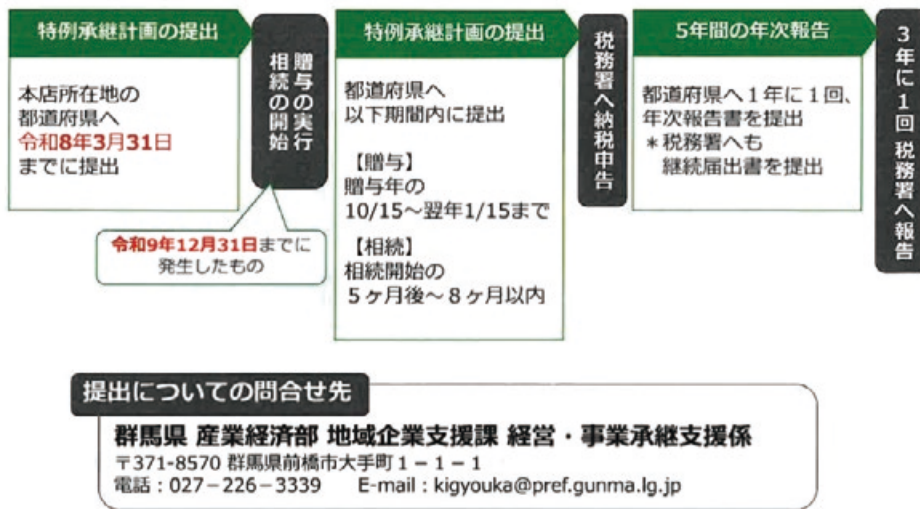 特例承継計画の提出
本店所在地の
都道府県へ
令和8年3月31日
までに提出
贈与の実行
相続の開始
令和9年12月31日までに
発生したもの
特例承継計画の提出
都道府県へ
以下期間内に提出
【贈与】
贈与年の
10/15～翌年1/15まで
【相続】
相続開始の
5ヶ月後～8ヶ月以内
税務署へ納税申告
5年間の年次報告
都道府県へ1年に1回、
年次報告書を提出
＊税務署へも
継続届出書を提出
3年に1回 税務署へ報告
提出についての問合せ先
群馬県 産業経済部 地域企業支援課 経営・事業承継支援係
〒371-8570 群馬県前橋市大手町1－1－1
電話：027－226－3339　E-mail：kigyouka@pref.gunma.lg.jp